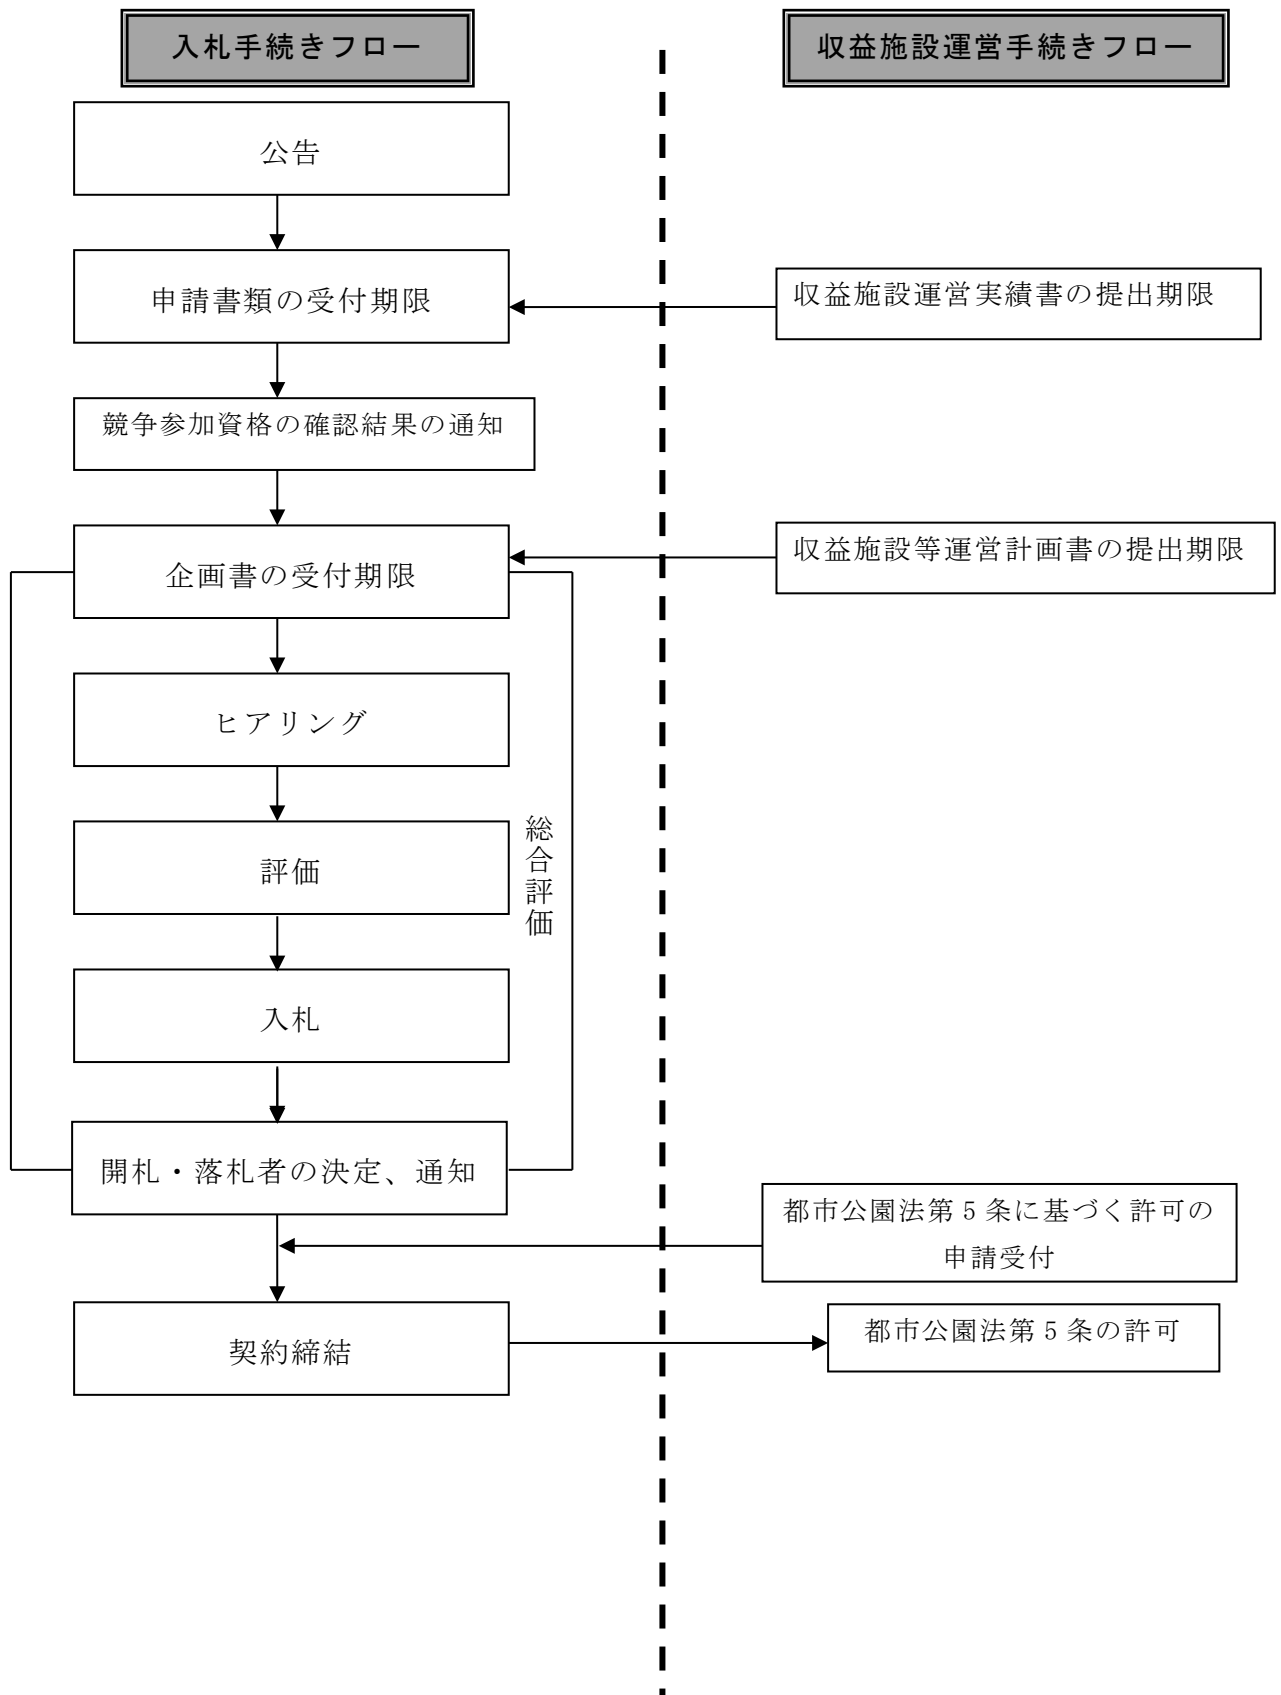 入札手続きフロー
収益施設運営手続きフロー
公告
申請書類の受付期限
収益施設運営実績書の提出期限
競争参加資格の確認結果の通知
企画書の受付期限
収益施設等運営計画書の提出期限
ヒアリング
評価
総合評価
入札
開札・落札者の決定、通知
都市公園法第5条に基づく許可の
申請受付
契約締結
都市公園法第5条の許可